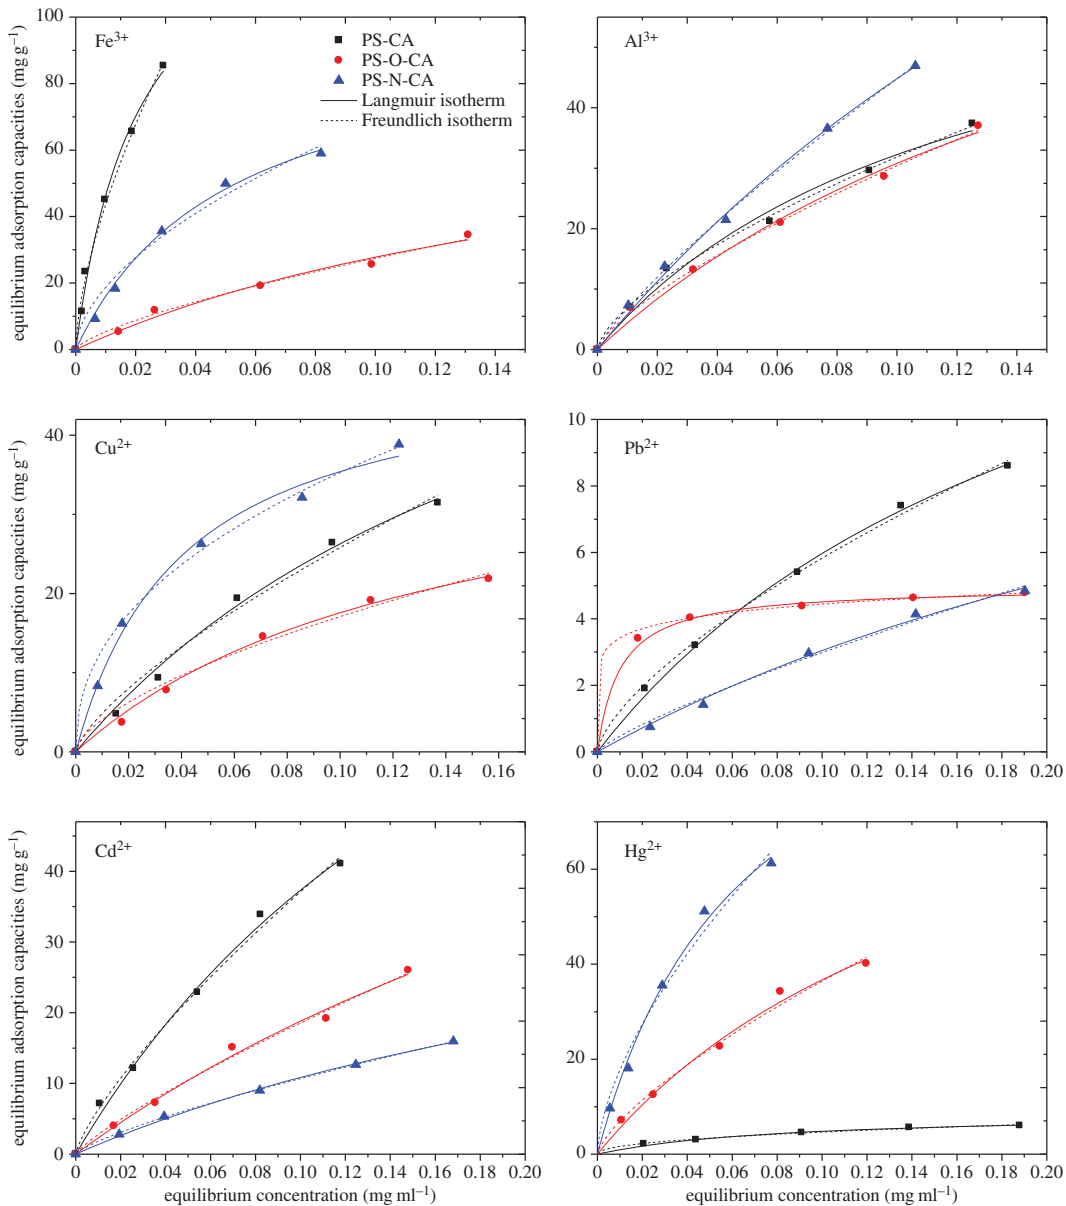 equilibrium adsorption capacities (mg g⁻¹)
100
80
60
40
20
0
Fe³⁺
PS-CA
PS-O-CA
PS-N-CA
Langmuir isotherm
Freundlich isotherm
0 0.02 0.04 0.06 0.08 0.10 0.12 0.14
Al³⁺
40
20
0
0 0.02 0.04 0.06 0.08 0.10 0.12 0.14
equilibrium adsorption capacities (mg g⁻¹)
40
20
0
Cu²⁺
0 0.02 0.04 0.06 0.08 0.10 0.12 0.14 0.16
Pb²⁺
10
8
6
4
2
0
0 0.02 0.04 0.06 0.08 0.10 0.12 0.14 0.16 0.18 0.20
equilibrium adsorption capacities (mg g⁻¹)
40
30
20
10
0
Cd²⁺
0 0.02 0.04 0.06 0.08 0.10 0.12 0.14 0.16 0.18 0.20
equilibrium concentration (mg ml⁻¹)
Hg²⁺
60
40
20
0
0 0.02 0.04 0.06 0.08 0.10 0.12 0.14 0.16 0.18 0.20
equilibrium concentration (mg ml⁻¹)